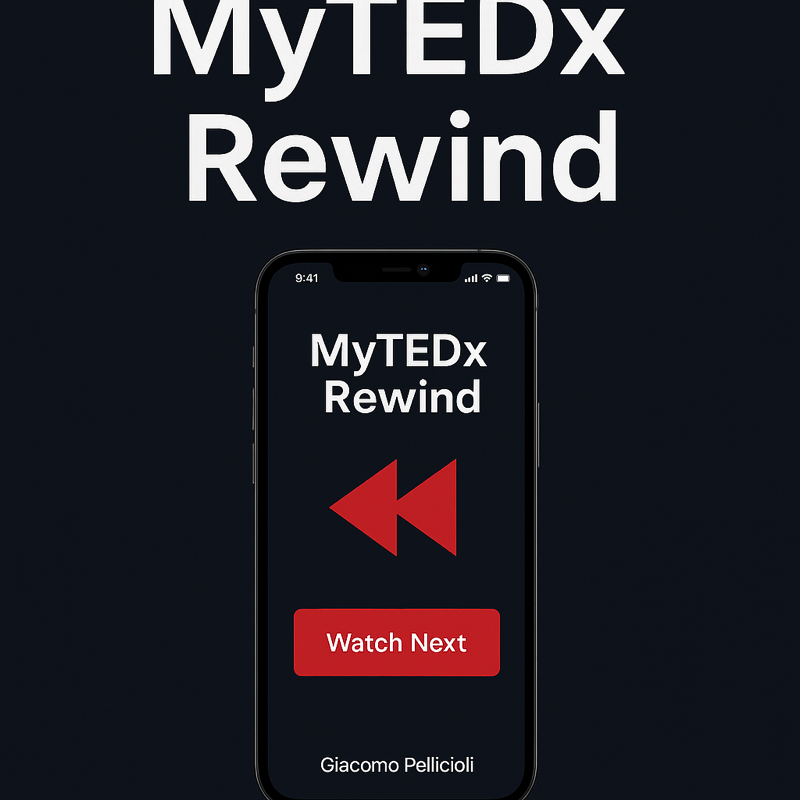 MyTEDx
Rewind
9:41
MyTEDx
Rewind
Watch Next
Giacomo Pellicioli